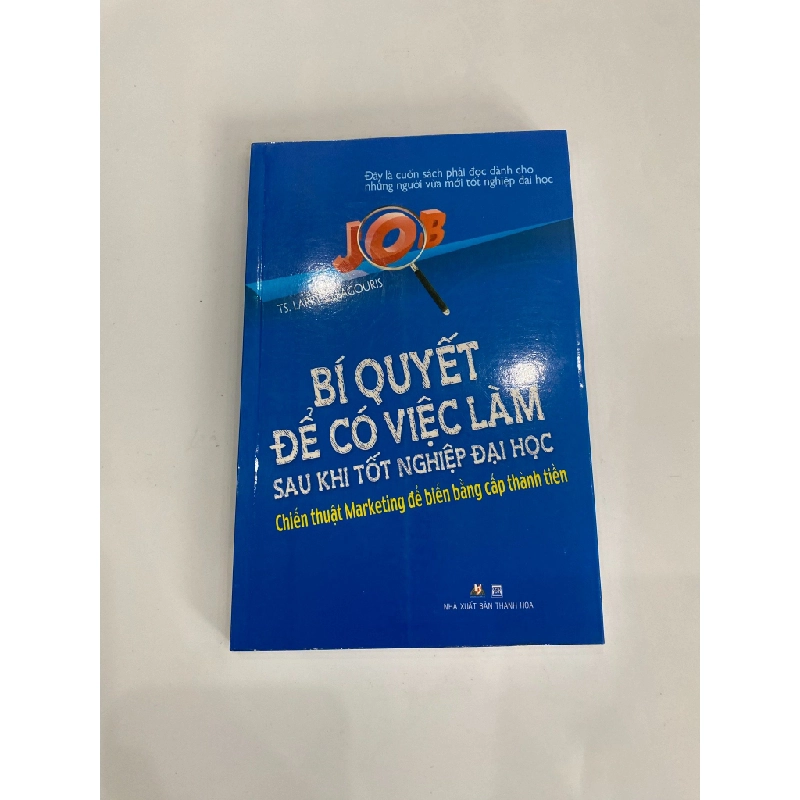 Đây là cuốn sách phải đọc dành cho
những người vừa mới tốt nghiệp đại học
JOB
TS.
BÍ QUYẾT
ĐỂ CÓ VIỆC LÀM
SAU KHI TỐT NGHIỆP ĐẠI HỌC
Chiến thuật Marketing để biến bằng cấp thành tiền
NHÀ XUẤT BẢN THANH HÓA